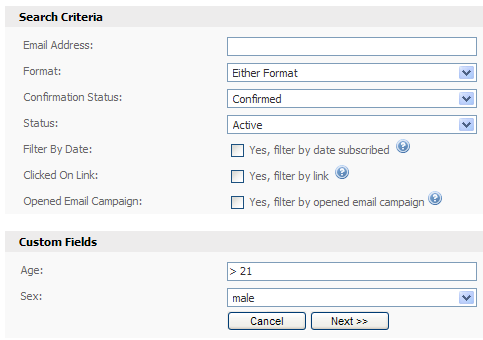 Search Criteria
Email Address:
Format: Either Format
Confirmation Status: Confirmed
Status: Active
Filter By Date: Yes, filter by date subscribed ?
Clicked On Link: Yes, filter by link ?
Opened Email Campaign: Yes, filter by opened email campaign ?
Custom Fields
Age: > 21
Sex: male
Cancel Next >>